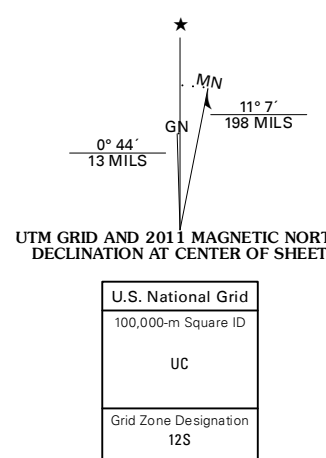 ★
MN
GN
11° 7´
198 MILS
0° 44´
13 MILS
UTM GRID AND 2011 MAGNETIC NORT
DECLINATION AT CENTER OF SHEET
U.S. National Grid
100,000-m Square ID
UC
Grid Zone Designation
12S